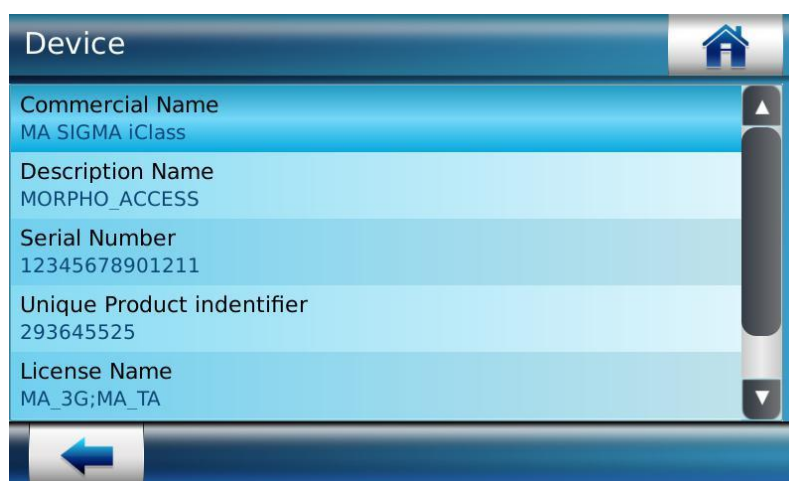 Device
Commercial Name
MA SIGMA iClass
Description Name
MORPHO_ACCESS
Serial Number
12345678901211
Unique Product indentifier
293645525
License Name
MA_3G;MA_TA